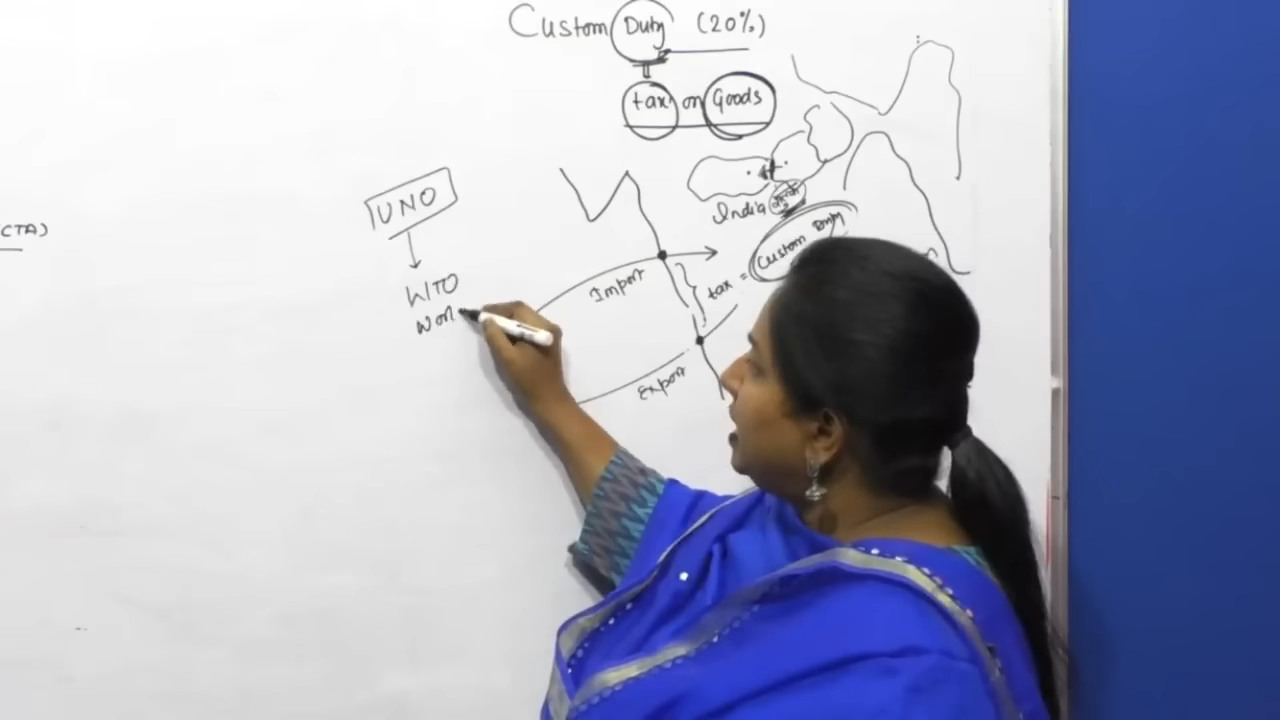 Custom Duty (20%)
tax on Goods
India
UNO
CTA)
WTO
Import
tax = Custom Duty
Wor
Export